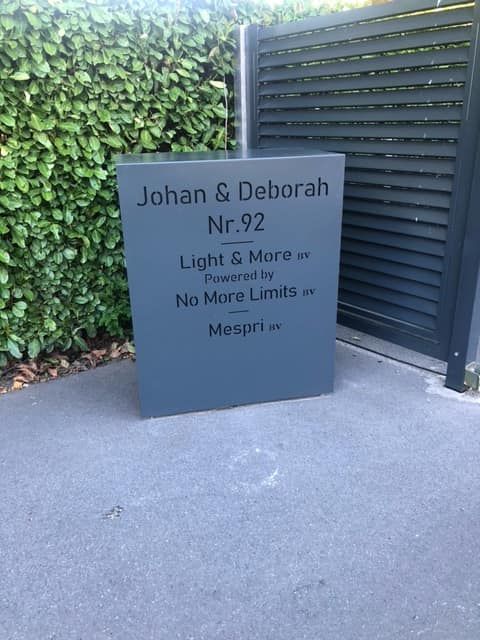 Johan & Deborah
Nr.92
Light & More BV
Powered by
No More Limits BV
Mespri BV